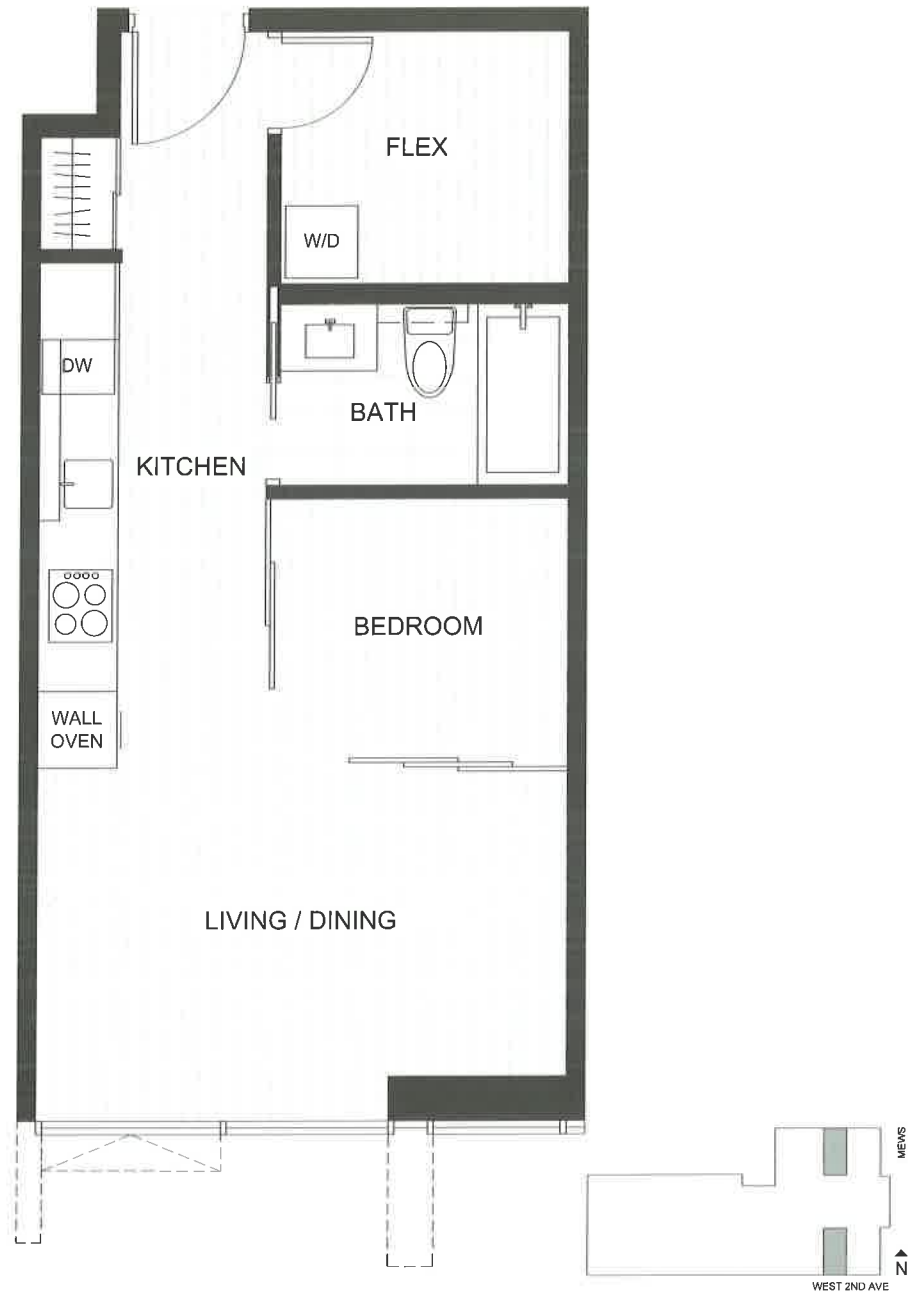 FLEX
W/D
DW
BATH
KITCHEN
BEDROOM
WALL
OVEN
LIVING / DINING
MEWS
N
WEST 2ND AVE